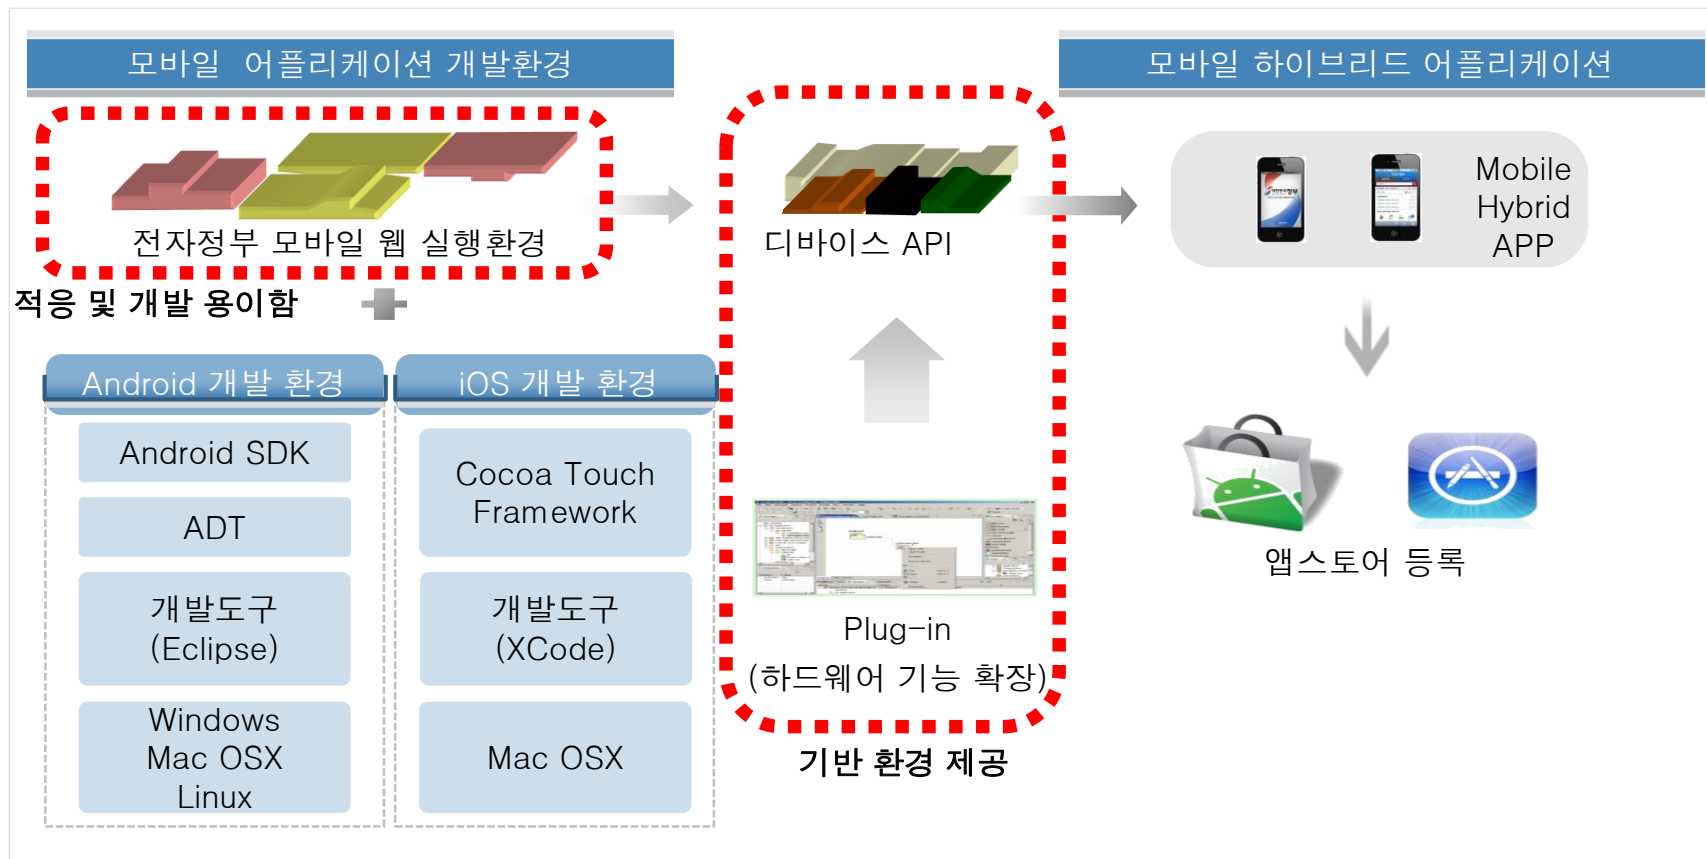 모바일 어플리케이션 개발환경
모바일 하이브리드 어플리케이션
전자정부 모바일 웹 실행환경
적응 및 개발 용이함
디바이스 API
Mobile
Hybrid
APP
Android 개발 환경
iOS 개발 환경
Android SDK
ADT
개발도구
(Eclipse)
Windows
Mac OSX
Linux
Cocoa Touch
Framework
개발도구
(XCode)
Mac OSX
Plug-in
(하드웨어 기능 확장)
기반 환경 제공
앱스토어 등록